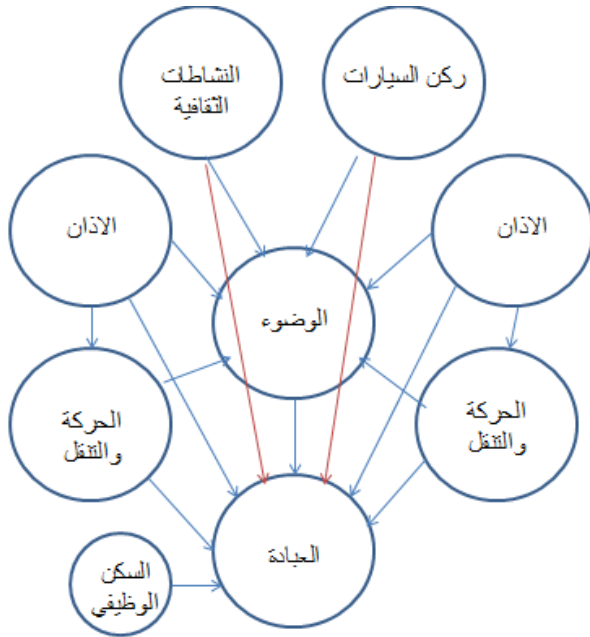 النشاطات
الثقافية
ركن السيارات
الاذان
الاذان
الوضوء
الحركة
والتنقل
الحركة
والتنقل
العبادة
السكن
الوظيفي